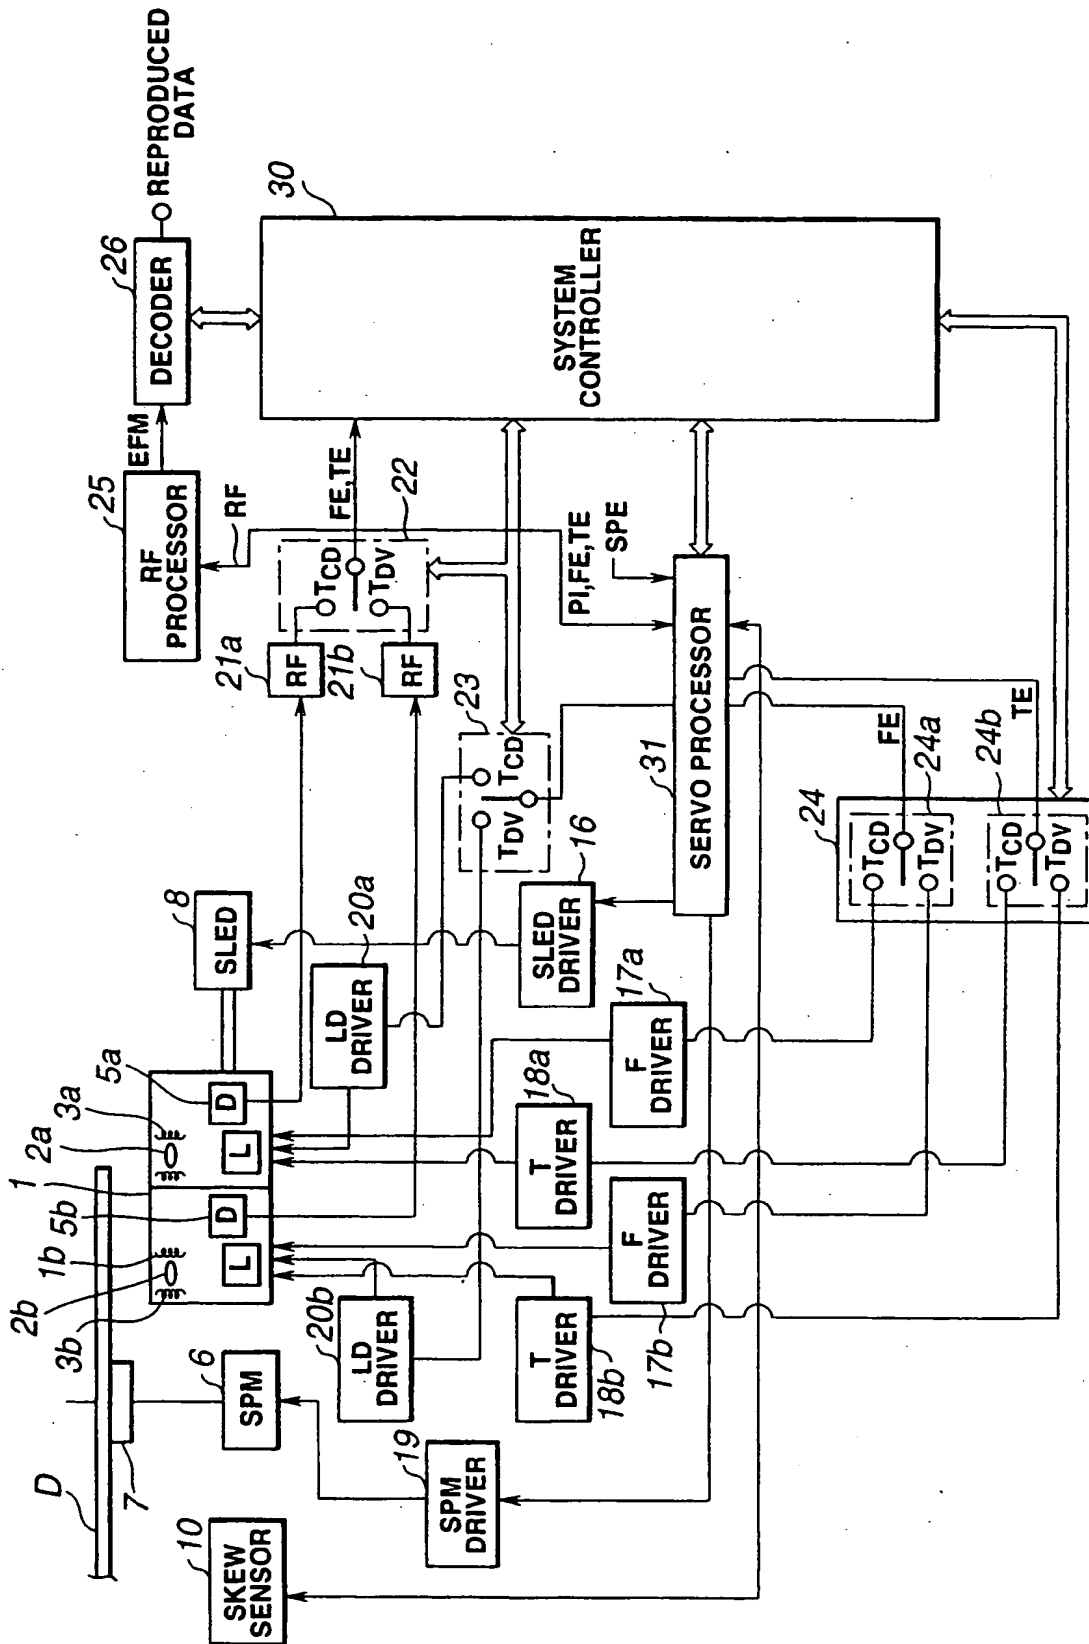 D
7
10
SKEW
SENSOR
3b
2b
1b
5b
1
2a
3a
5a
L
D
L
D
8
SLED
6
SPM
19
SPM
DRIVER
20b
LD
DRIVER
20a
LD
DRIVER
18b
T
DRIVER
17b
F
DRIVER
18a
T
DRIVER
17a
F
DRIVER
16
SLED
DRIVER
21a
RF
21b
RF
TCD
TDV
22
FE,TE
23
TDV
TCD
25
RF
PROCESSOR
RF
EFM
26
DECODER
REPRODUCED
DATA
30
SYSTEM
CONTROLLER
PI,FE,TE
SPE
31
SERVO PROCESSOR
24
TCD
TDV
FE
24a
TCD
TDV
24b
TE